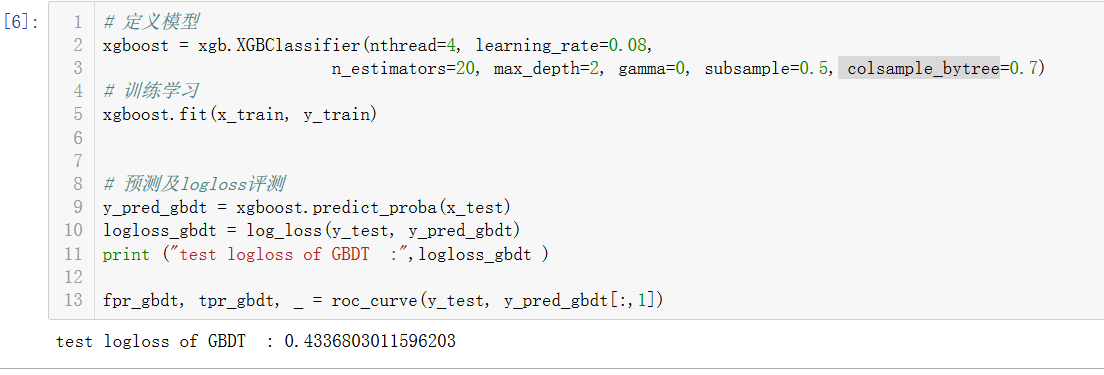 [6]:
1 # 定义模型
2 xgboost = xgb.XGBClassifier(nthread=4, learning_rate=0.08,
3 n_estimators=20, max_depth=2, gamma=0, subsample=0.5, colsample_bytree=0.7)
4 # 训练学习
5 xgboost.fit(x_train, y_train)
6
7
8 # 预测及logloss评测
9 y_pred_gbdt = xgboost.predict_proba(x_test)
10 logloss_gbdt = log_loss(y_test, y_pred_gbdt)
11 print ("test logloss of GBDT  :",logloss_gbdt )
12
13 fpr_gbdt, tpr_gbdt, _ = roc_curve(y_test, y_pred_gbdt[:,1])
test logloss of GBDT  : 0.4336803011596203